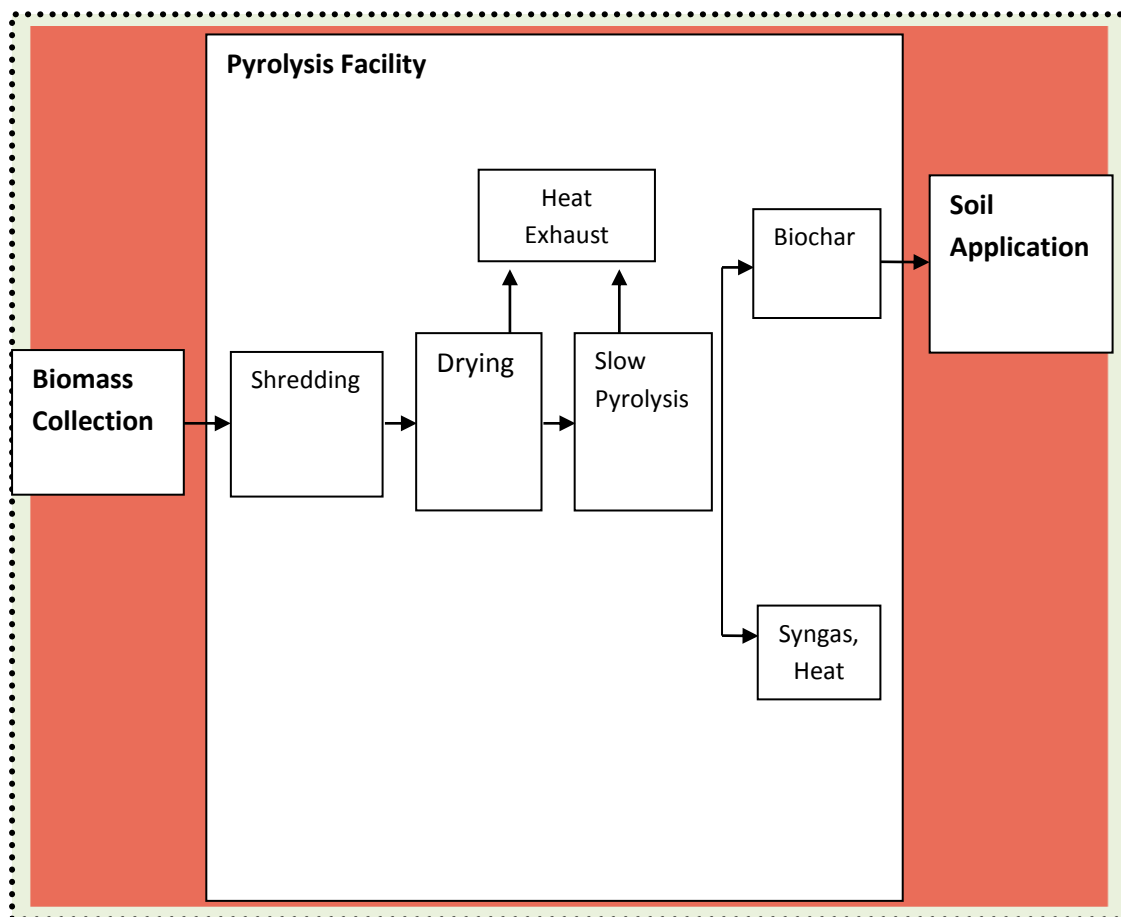 Pyrolysis Facility
Heat
Exhaust
Biochar
Soil
Application
Biomass
Collection
Shredding
Drying
Slow
Pyrolysis
Syngas,
Heat